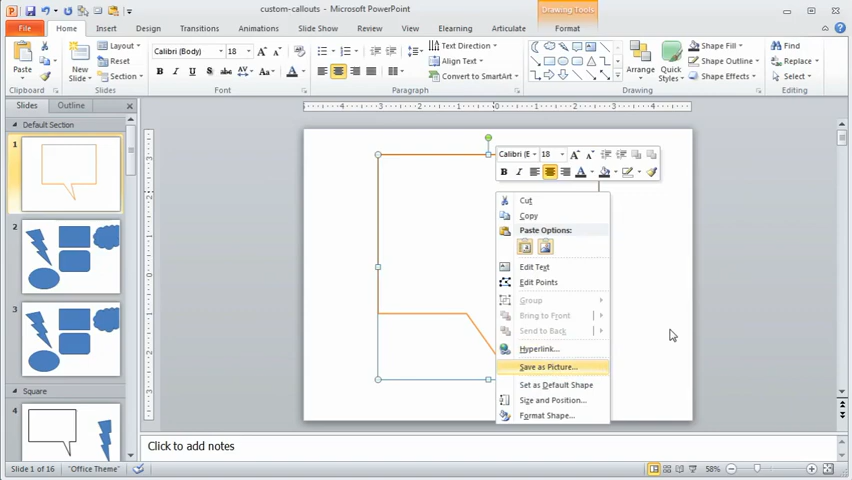 custom-callouts - Microsoft PowerPoint
Drawing Tools
File Home Insert Design Transitions Animations Slide Show Review View Elearning Articulate Format
Paste
New Slide
Layout
Reset
Section
Calibri (Body)
18
Text Direction
Align Text
Convert to SmartArt
Arrange
Quick Styles
Shape Fill
Shape Outline
Shape Effects
Find
Replace
Select
Clipboard Slides Font Paragraph Drawing Editing
Slides Outline
Default Section
1
2
3
Square
4
Calibri (E
18
Cut
Copy
Paste Options:
Edit Text
Edit Points
Group
Bring to Front
Send to Back
Hyperlink...
Save as Picture...
Set as Default Shape
Size and Position...
Format Shape...
Click to add notes
Slide 1 of 16
"Office Theme"
58%